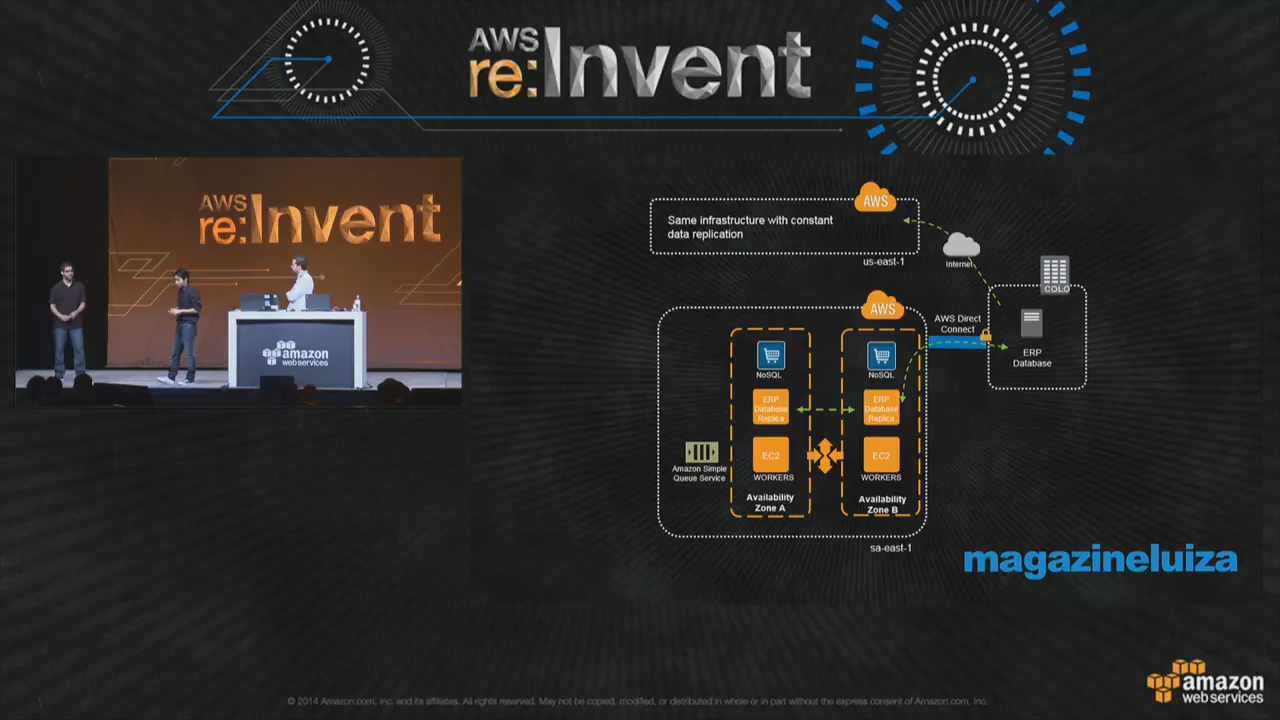 AWS
re:Invent
AWS
re:Invent
amazon
webservices
AWS
Same infrastructure with constant
data replication
us-east-1
Internet
COLO
ERP
Database
AWS Direct
Connect
AWS
NoSQL
NoSQL
ERP
Database
Replica
ERP
Database
Replica
Amazon Simple
Queue Service
EC2
WORKERS
EC2
WORKERS
Availability
Zone A
Availability
Zone B
sa-east-1
magazineluiza
amazon
webservices
© 2014 Amazon.com, Inc, and its affiliates. All rights reserved. May not be copied, modified, or distributed in whole or in part without the express consent of Amazon.com, Inc.